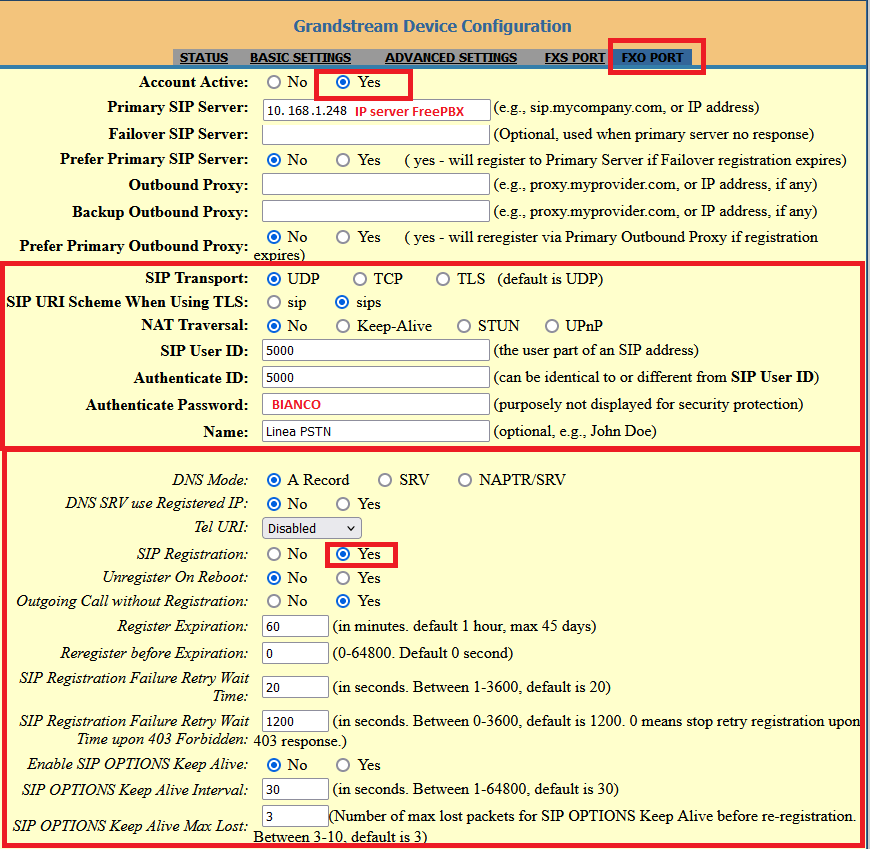 Grandstream Device Configuration
STATUS BASIC SETTINGS ADVANCED SETTINGS FXS PORT FXO PORT
Account Active: No Yes
Primary SIP Server: 10. 168 .1.248 IP server FreePBX (e.g., sip.mycompany.com, or IP address)
Failover SIP Server: (Optional, used when primary server no response)
Prefer Primary SIP Server: No Yes ( yes - will register to Primary Server if Failover registration expires)
Outbound Proxy: (e.g., proxy.myprovider.com, or IP address, if any)
Backup Outbound Proxy: (e.g., proxy.myprovider.com, or IP address, if any)
Prefer Primary Outbound Proxy: No Yes ( yes - will reregister via Primary Outbound Proxy if registration
expires)
SIP Transport: UDP TCP TLS (default is UDP)
SIP URI Scheme When Using TLS: sip sips
NAT Traversal: No Keep-Alive STUN UPnP
SIP User ID: 5000 (the user part of an SIP address)
Authenticate ID: 5000 (can be identical to or different from SIP User ID)
Authenticate Password: BIANCO (purposely not displayed for security protection)
Name: Linea PSTN (optional, e.g., John Doe)
DNS Mode: A Record SRV NAPTR/SRV
DNS SRV use Registered IP: No Yes
Tel URI: Disabled
SIP Registration: No Yes
Unregister On Reboot: No Yes
Outgoing Call without Registration: No Yes
Register Expiration: 60 (in minutes. default 1 hour, max 45 days)
Reregister before Expiration: 0 (0-64800. Default 0 second)
SIP Registration Failure Retry Wait
Time: 20 (in seconds. Between 1-3600, default is 20)
SIP Registration Failure Retry Wait 1200 (in seconds. Between 0-3600, default is 1200. 0 means stop retry registration upon
Time upon 403 Forbidden: 403 response.)
Enable SIP OPTIONS Keep Alive: No Yes
SIP OPTIONS Keep Alive Interval: 30 (in seconds. Between 1-64800, default is 30)
SIP OPTIONS Keep Alive Max Lost: 3 (Number of max lost packets for SIP OPTIONS Keep Alive before re-registration.
Between 3-10, default is 3)